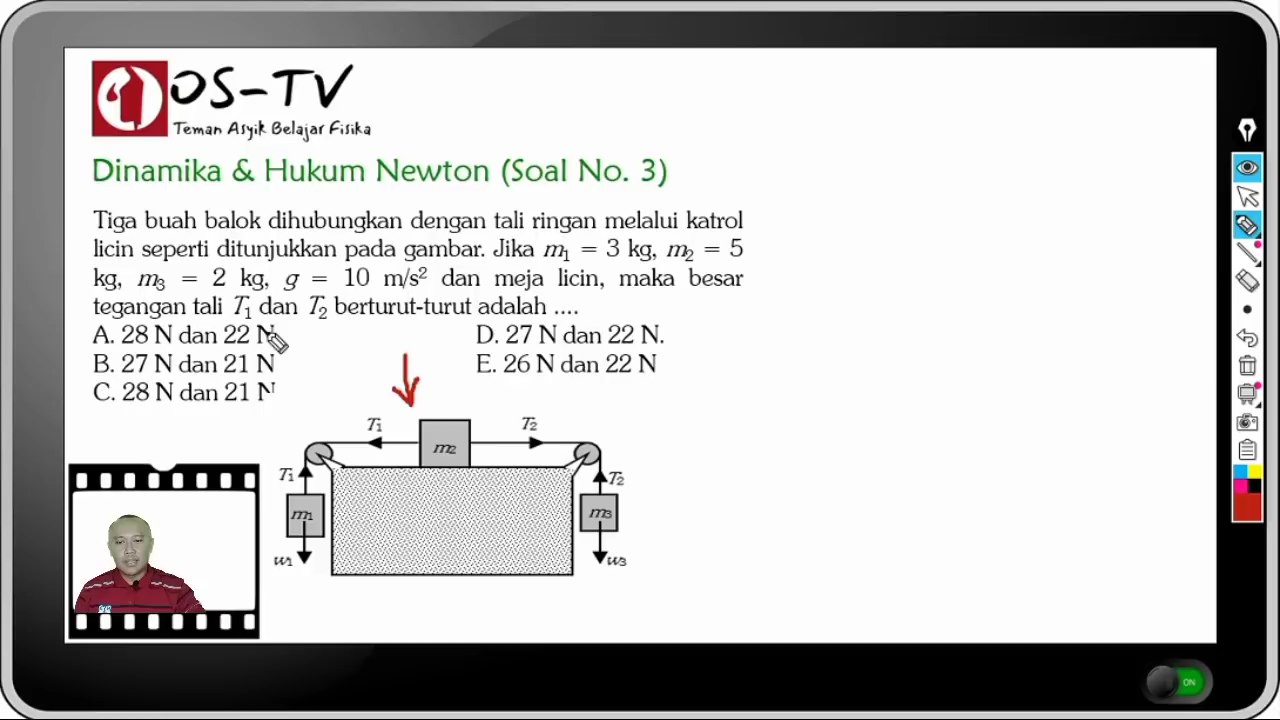 OS-TV
Teman Asyik Belajar Fisika
Dinamika & Hukum Newton (Soal No. 3)
Tiga buah balok dihubungkan dengan tali ringan melalui katrol
licin seperti ditunjukkan pada gambar. Jika m₁ = 3 kg, m₂ = 5
kg, m₃ = 2 kg, g = 10 m/s² dan meja licin, maka besar
tegangan tali T₁ dan T₂ berturut-turut adalah ....
A. 28 N dan 22 N
D. 27 N dan 22 N.
B. 27 N dan 21 N
E. 26 N dan 22 N
C. 28 N dan 21 N
T₁
T₂
m₂
T₁
T₂
m₁
m₃
w₁
w₃
ON